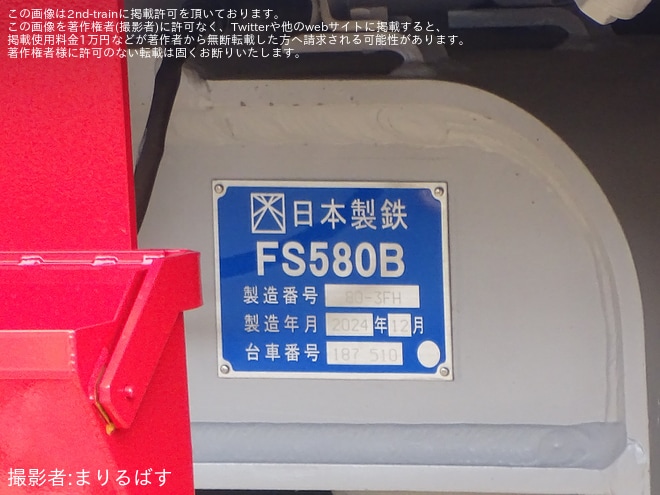 この画像は2nd-trainに掲載許可を頂いております。
この画像を著作権者(撮影者)に許可なく、Twitterや他のwebサイトに掲載すると、
掲載使用料金1万円などが著作者から無断転載した方へ請求される可能性があります。
著作権者様に許可のない転載は固くお断りいたします。
日本製鉄
FS580B
製造番号 80-3FH
製造年月 2024年12月
台車番号 187 510
撮影者:まりるばす